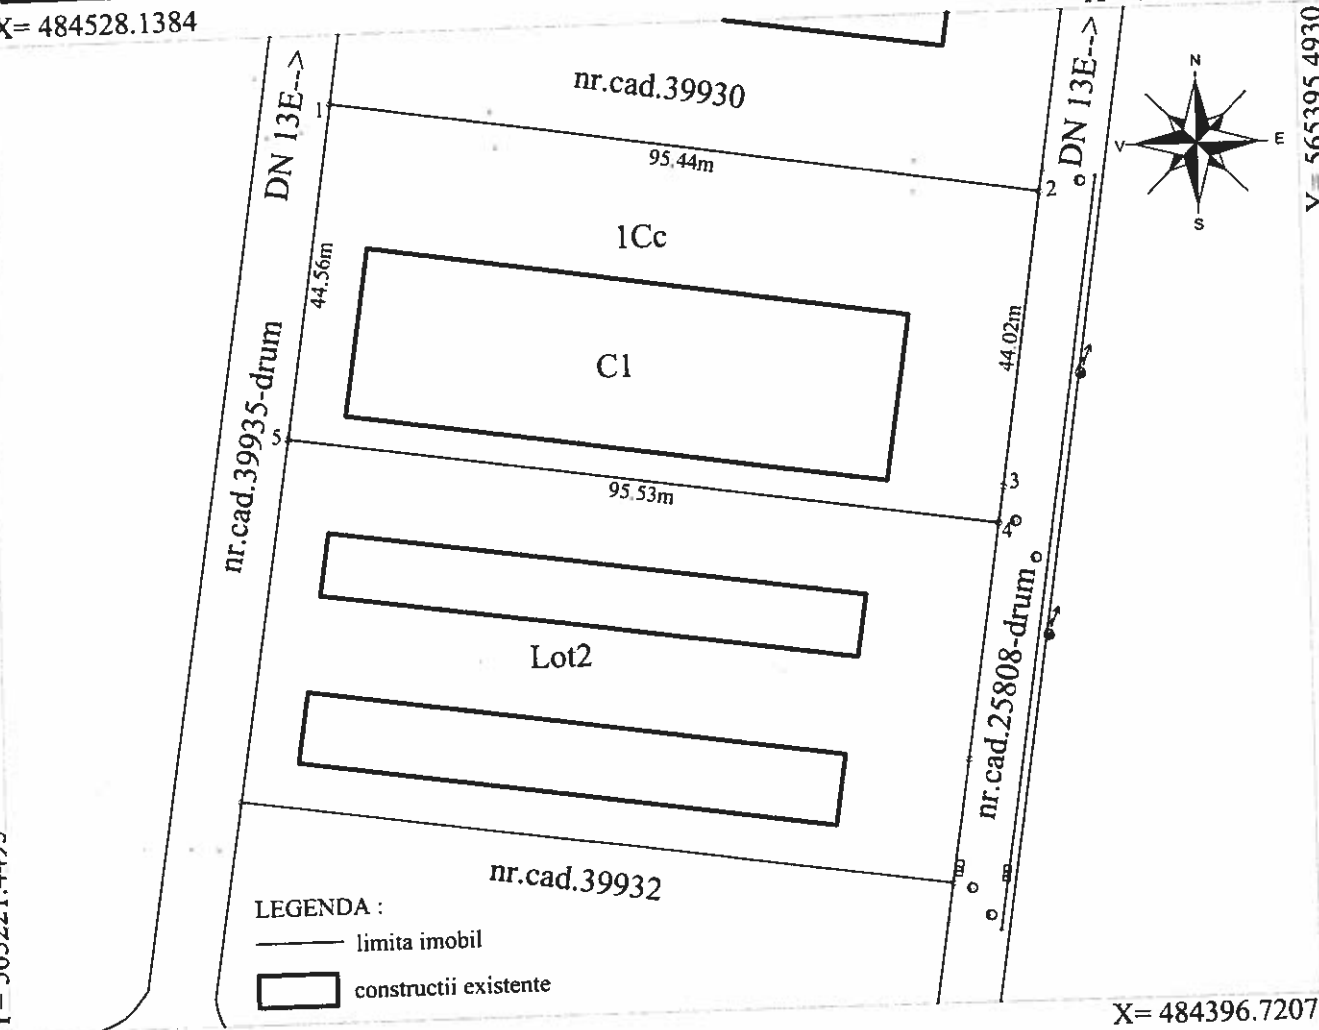 X= 484528.1384
DN 13E-->
DN 13E-->
Y= 565395.4930
nr.cad.39930
N
E
V
S
1
95.44m
2
1Cc
44.56m
44.02m
C1
nr.cad.39935-drum
5
95.53m
3
4
nr.cad.25808-drum
Lot2
nr.cad.39932
LEGENDA :
limita imobil
constructii existente
X= 484396.7207